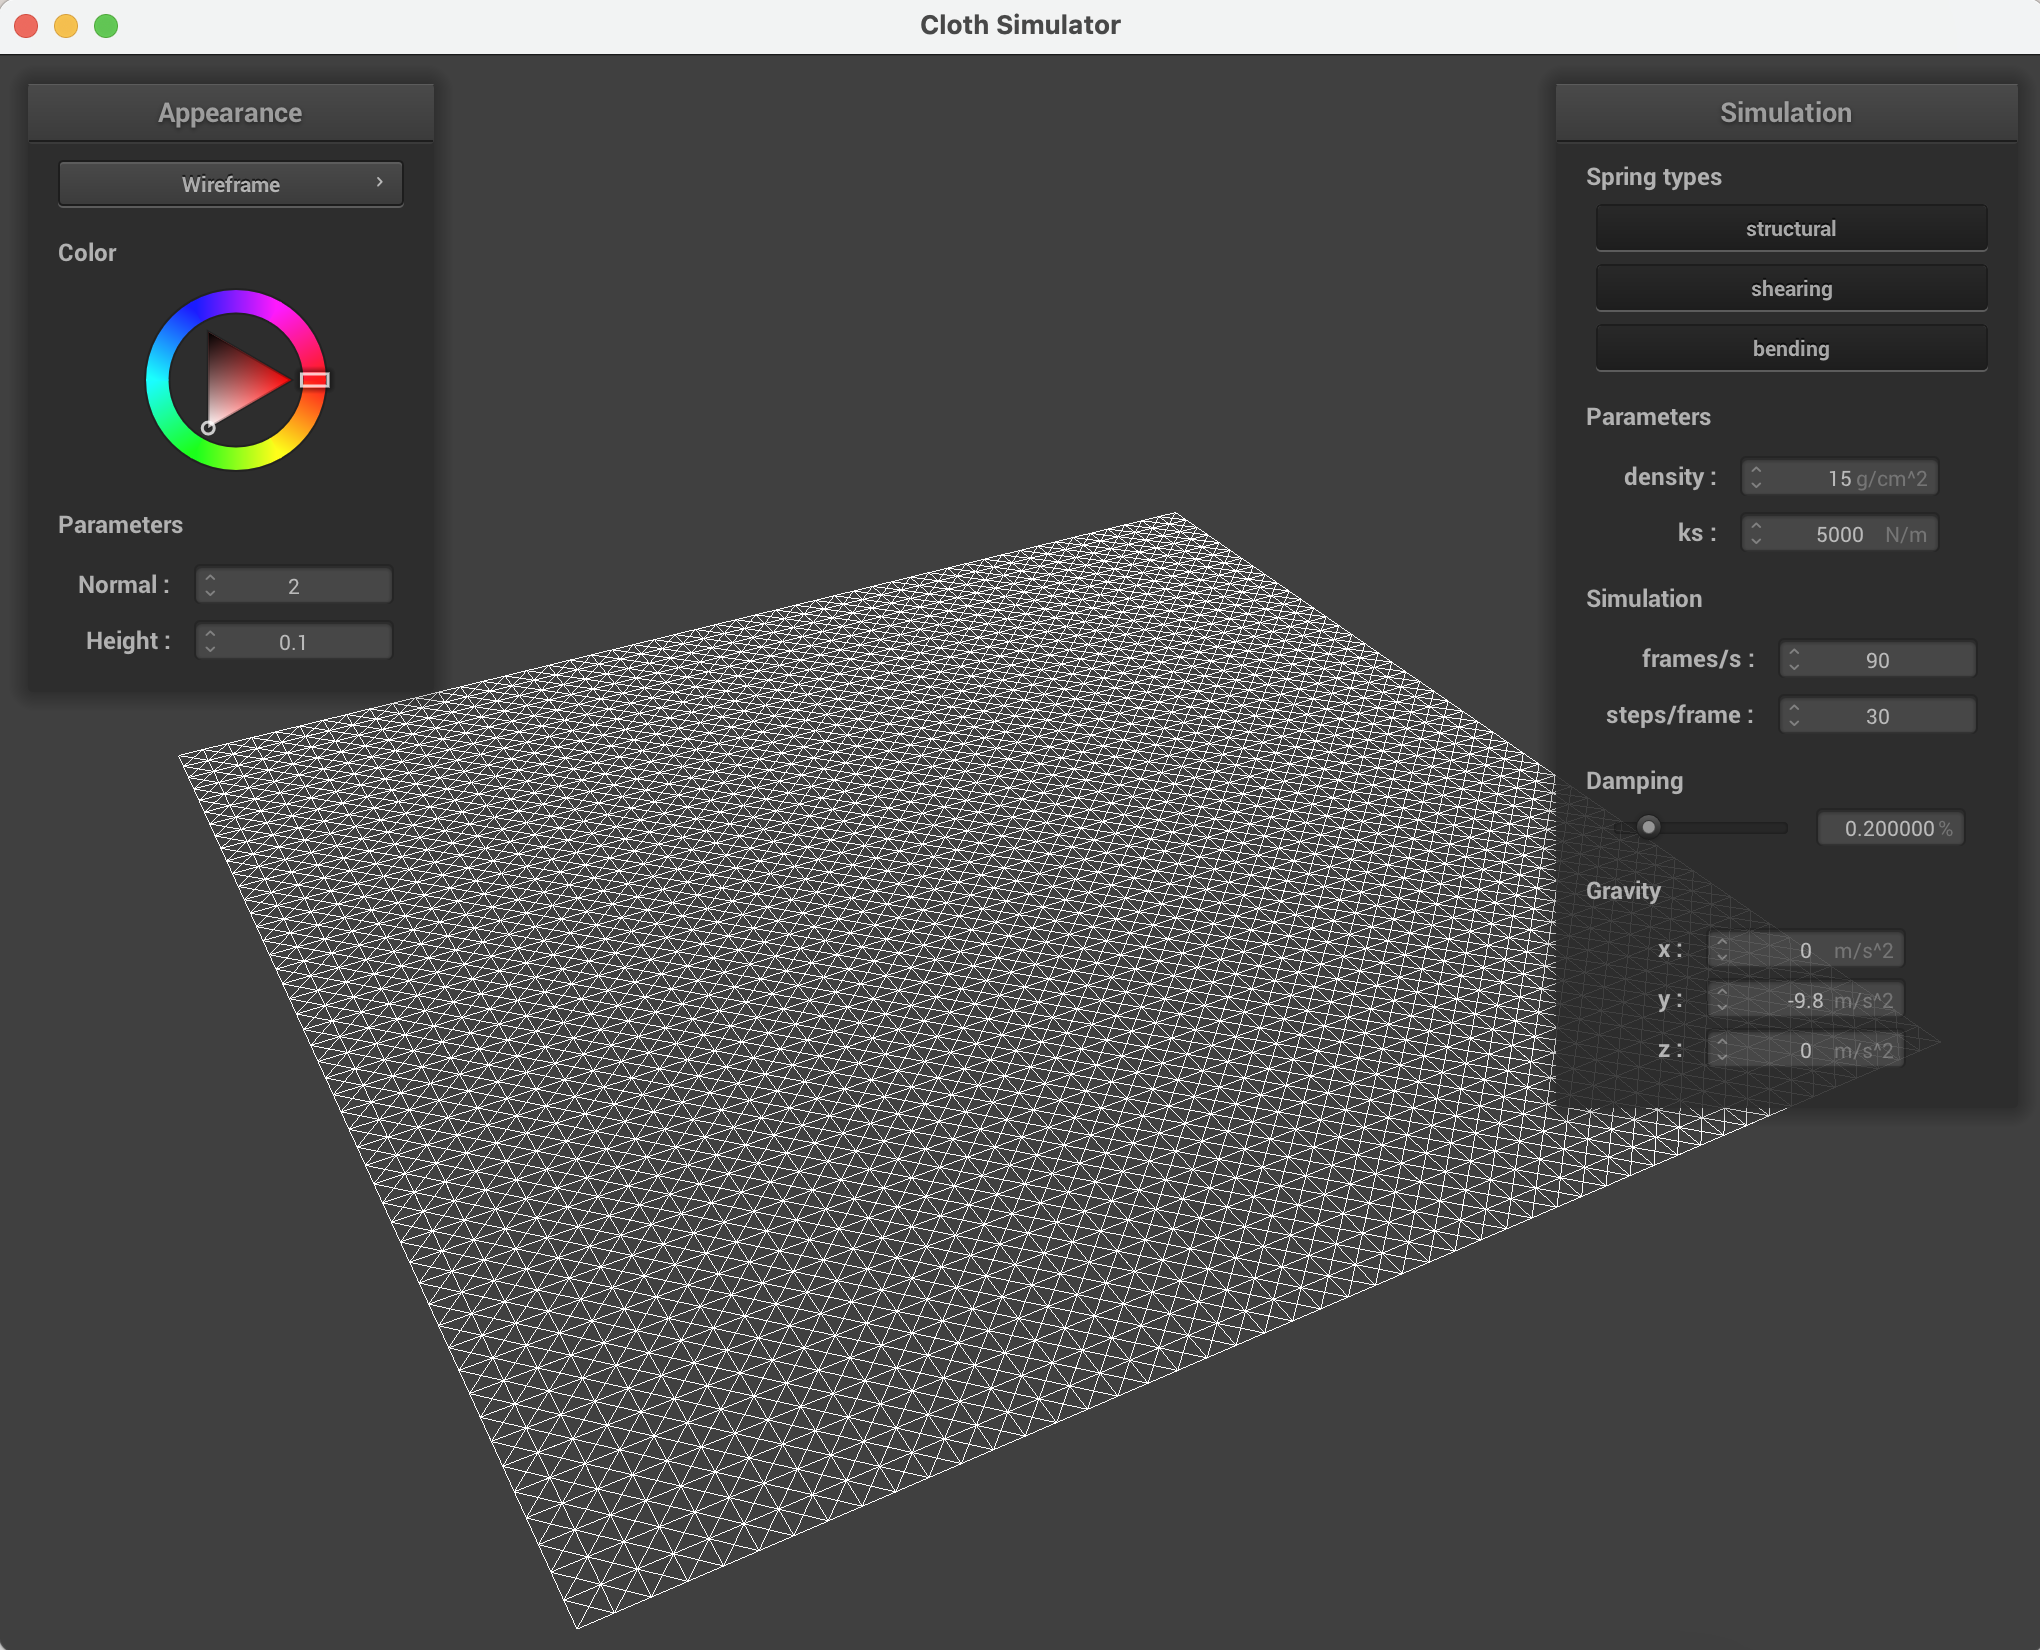 Cloth Simulator
Appearance
Wireframe ›
Color
Parameters
Normal : 2
Height : 0.1
Simulation
Spring types
structural
shearing
bending
Parameters
density : 15 g/cm^2
ks : 5000 N/m
Simulation
frames/s : 90
steps/frame : 30
Damping
0.200000 %
Gravity
x : 0 m/s^2
y : -9.8 m/s^2
z : 0 m/s^2